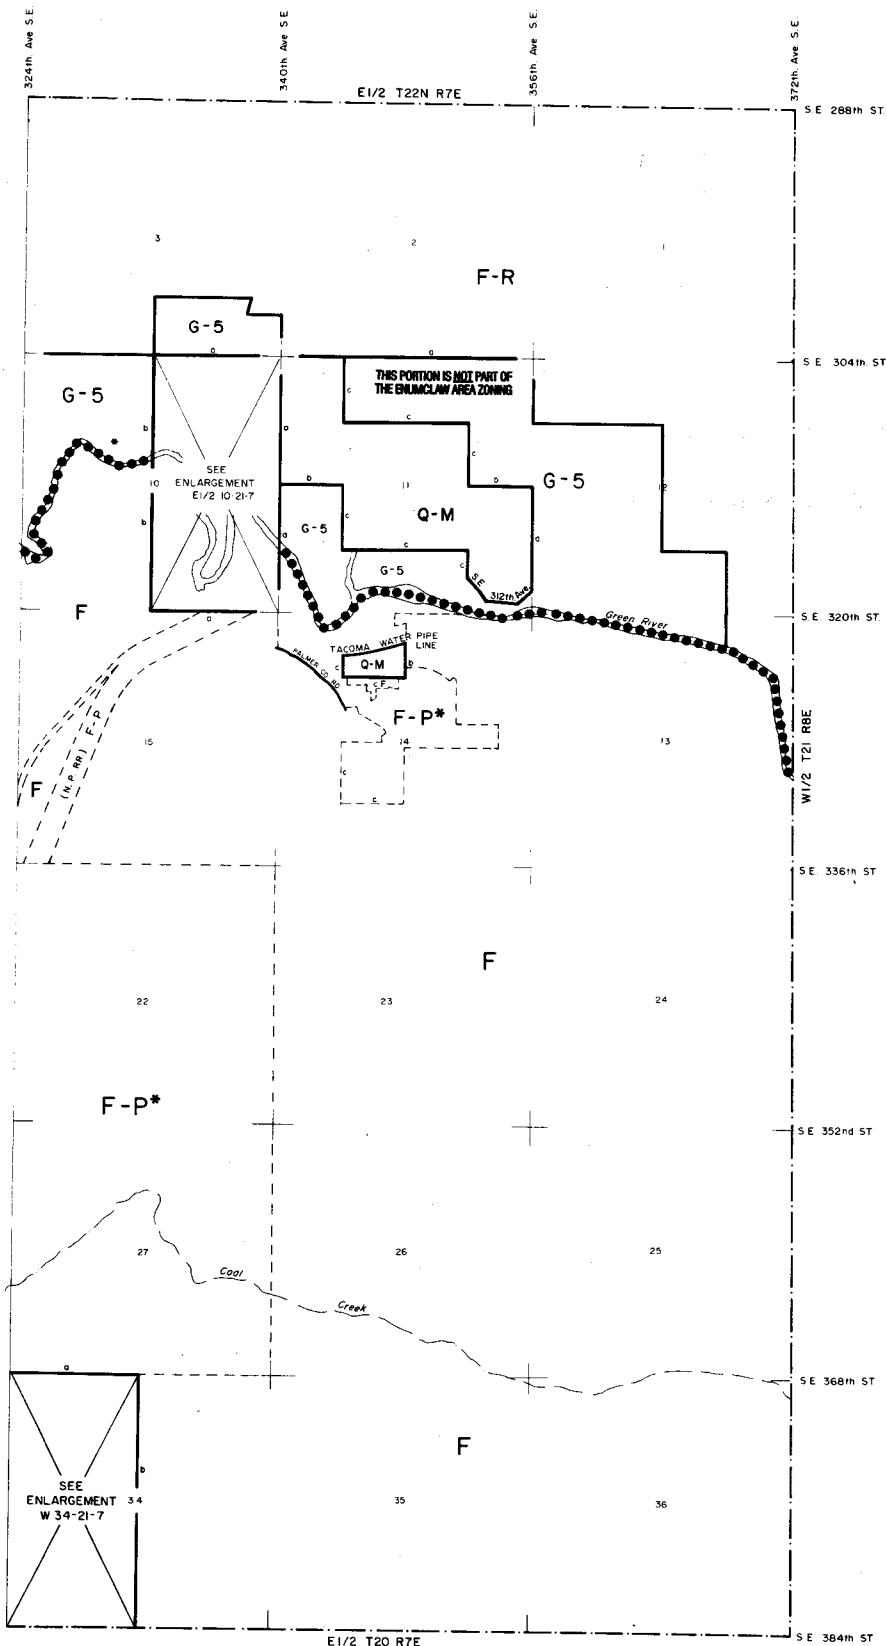 324th. Ave S.E.
340th. Ave S.E.
356th. Ave S.E.
372th. Ave S.E.
E1/2 T22N R7E
S.E 288th ST.
3
2
1
F-R
G-5
a
a
S E 304th ST
THIS PORTION IS NOT PART OF
THE ENUMCLAW AREA ZONING
G-5
c
c
b
a
*
SEE
ENLARGEMENT
E1/2 10-21-7
10
b
b
c
b
11
G-5
12
Q-M
G-5
c
a
a
c
G-5
c
S E
312th Ave.
Green River
S.E 320th ST.
F
a
TACOMA WATER PIPE
LINE
PALMER CO. RD
c
Q-M
b
c F
F-P*
15
14
13
(N.P. RR) F-P
F
c
c
W1/2 T21 R8E
S E. 336th ST
F
22
23
24
F-P*
S E 352nd ST
27
26
25
Coal
Creek
a
S E 368th ST
F
b
SEE
ENLARGEMENT
W 34-21-7
34
35
36
E1/2 T20 R7E
S E 384th ST